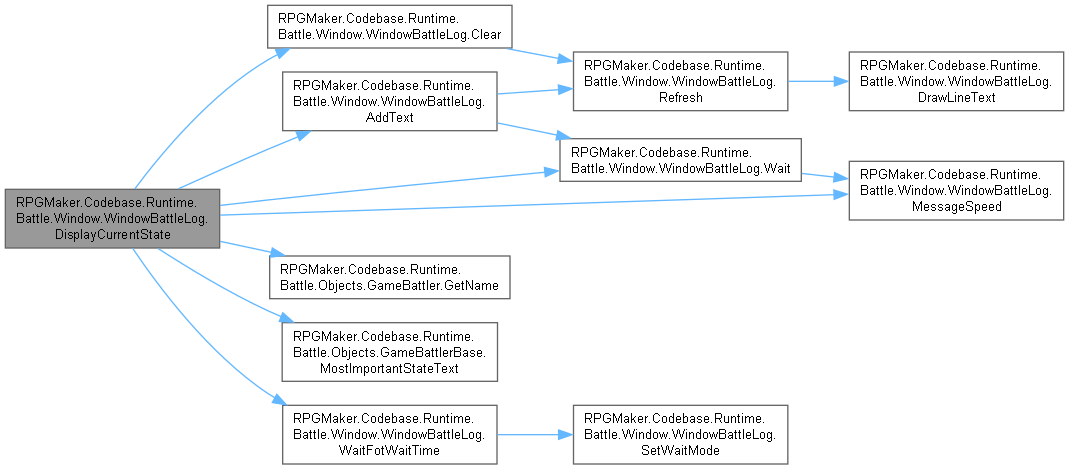 RPGMaker.Codebase.Runtime.
Battle.Window.WindowBattleLog.
DisplayCurrentState
RPGMaker.Codebase.Runtime.
Battle.Window.WindowBattleLog.Clear
RPGMaker.Codebase.Runtime.
Battle.Window.WindowBattleLog.
AddText
RPGMaker.Codebase.Runtime.
Battle.Window.WindowBattleLog.
Refresh
RPGMaker.Codebase.Runtime.
Battle.Window.WindowBattleLog.
DrawLineText
RPGMaker.Codebase.Runtime.
Battle.Window.WindowBattleLog.Wait
RPGMaker.Codebase.Runtime.
Battle.Window.WindowBattleLog.
MessageSpeed
RPGMaker.Codebase.Runtime.
Battle.Objects.GameBattler.GetName
RPGMaker.Codebase.Runtime.
Battle.Objects.GameBattlerBase.
MostImportantStateText
RPGMaker.Codebase.Runtime.
Battle.Window.WindowBattleLog.
WaitFotWaitTime
RPGMaker.Codebase.Runtime.
Battle.Window.WindowBattleLog.
SetWaitMode